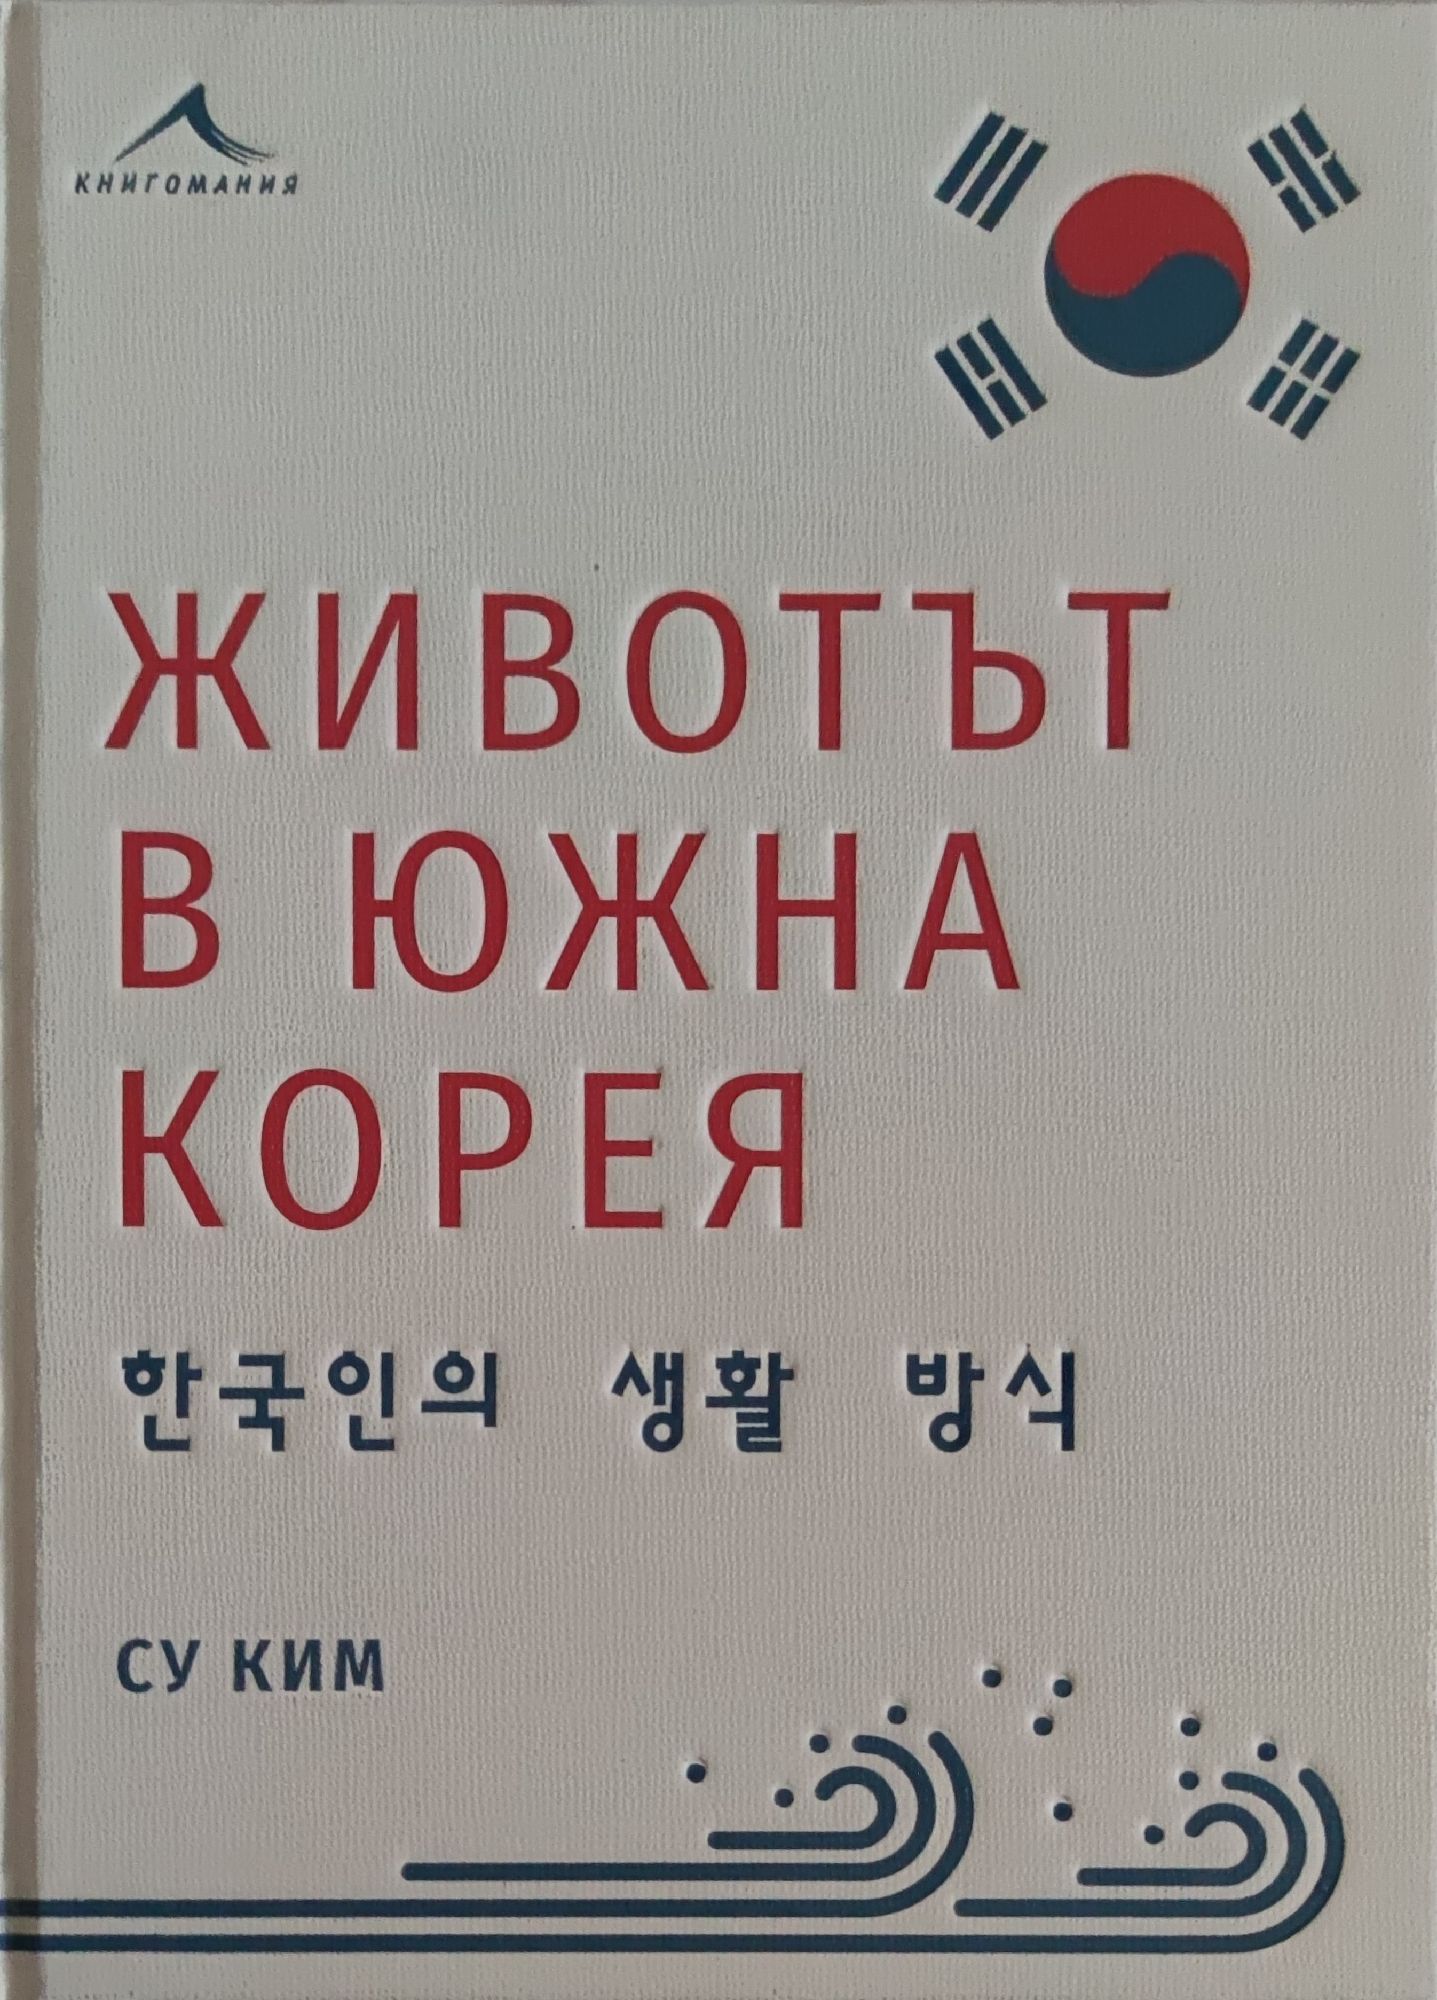 КНИГОМАНИЯ
ЖИВОТЪТ
В ЮЖНА
КОРЕЯ
한국인의 생활 방식
СУ КИМ